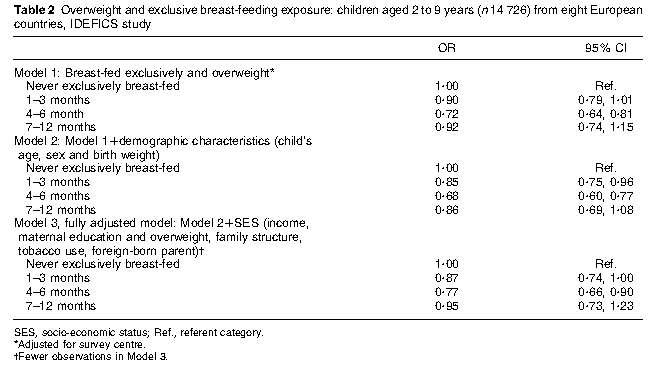 Table 2 Overweight and exclusive breast-feeding exposure: children aged 2 to 9 years (n 14 726) from eight European
countries, IDEFICS study
OR 95% CI
Model 1: Breast-fed exclusively and overweight*
Never exclusively breast-fed 1·00 Ref.
1–3 months 0·90 0·79, 1·01
4–6 month 0·72 0·64, 0·81
7–12 months 0·92 0·74, 1·15
Model 2: Model 1+demographic characteristics (child's
age, sex and birth weight)
Never exclusively breast-fed 1·00 Ref.
1–3 months 0·85 0·75, 0·96
4–6 months 0·68 0·60, 0·77
7–12 months 0·86 0·69, 1·08
Model 3, fully adjusted model: Model 2+SES (income,
maternal education and overweight, family structure,
tobacco use, foreign-born parent)†
Never exclusively breast-fed 1·00 Ref.
1–3 months 0·87 0·74, 1·00
4–6 months 0·77 0·66, 0·90
7–12 months 0·95 0·73, 1·23
SES, socio-economic status; Ref., referent category.
*Adjusted for survey centre.
†Fewer observations in Model 3.